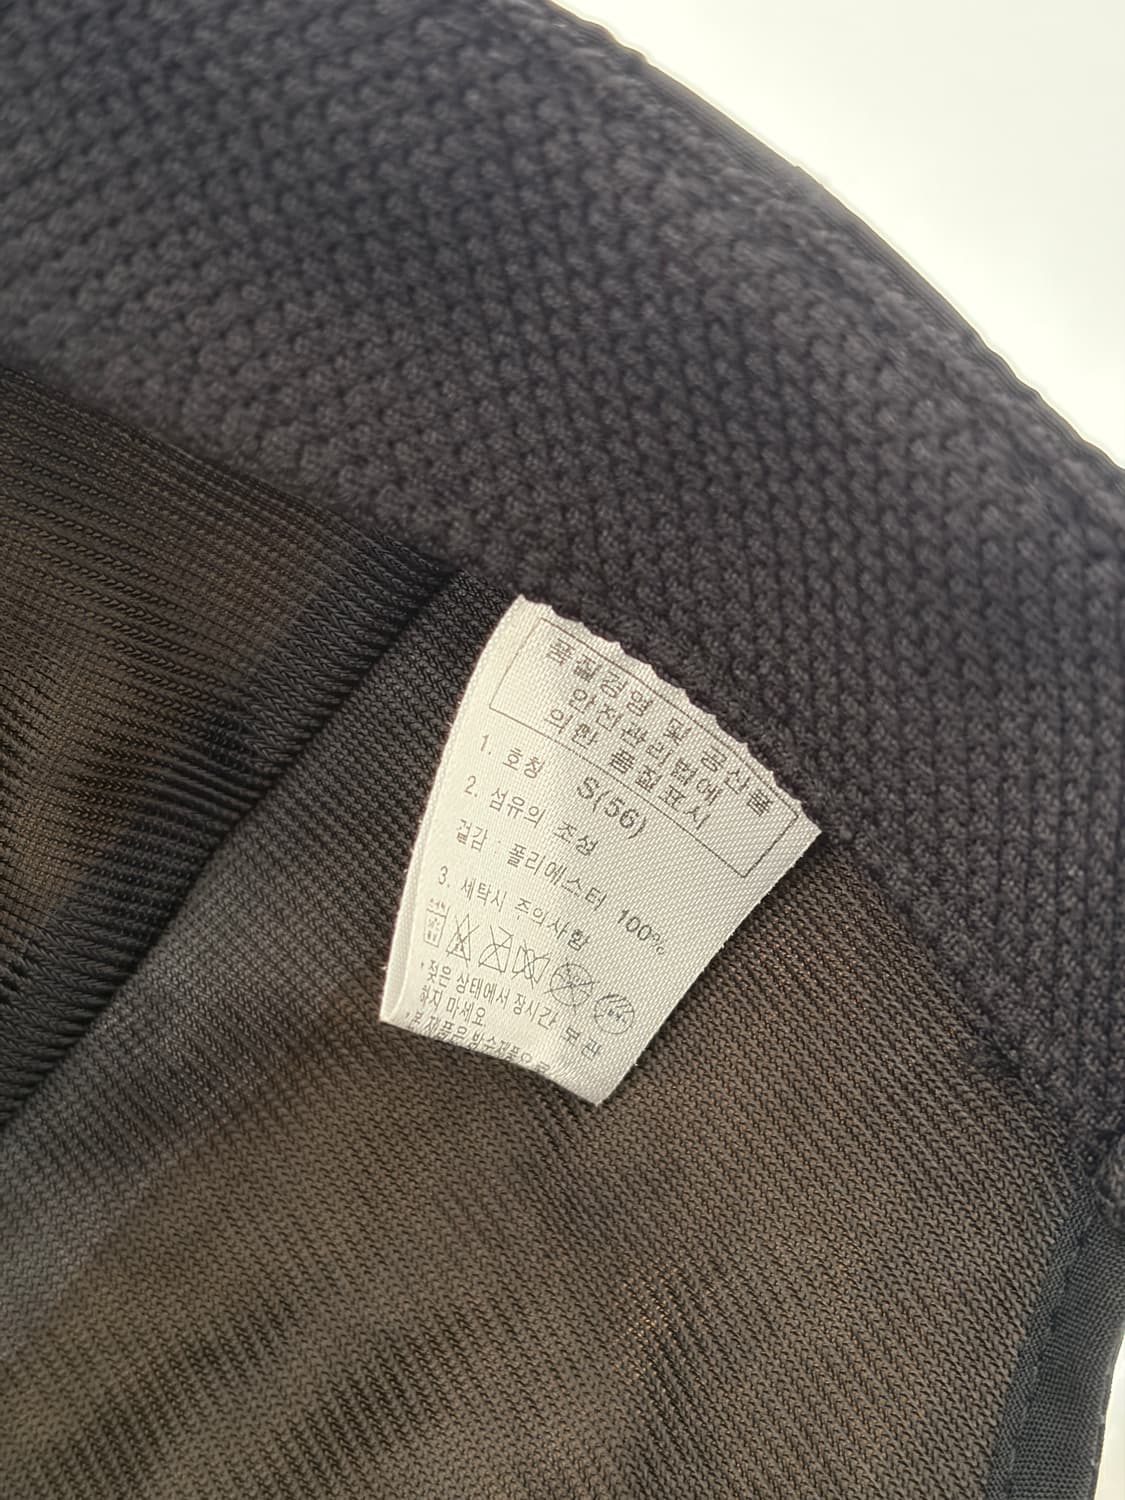 품질경영 및 공산품
안전관리법에
의한 품질표시
1. 호칭 S(56)
2. 섬유의 조성
겉감 : 폴리에스터 100%
3. 세탁시 주의사항
* 젖은 상태에서 장시간 보관
하지 마세요